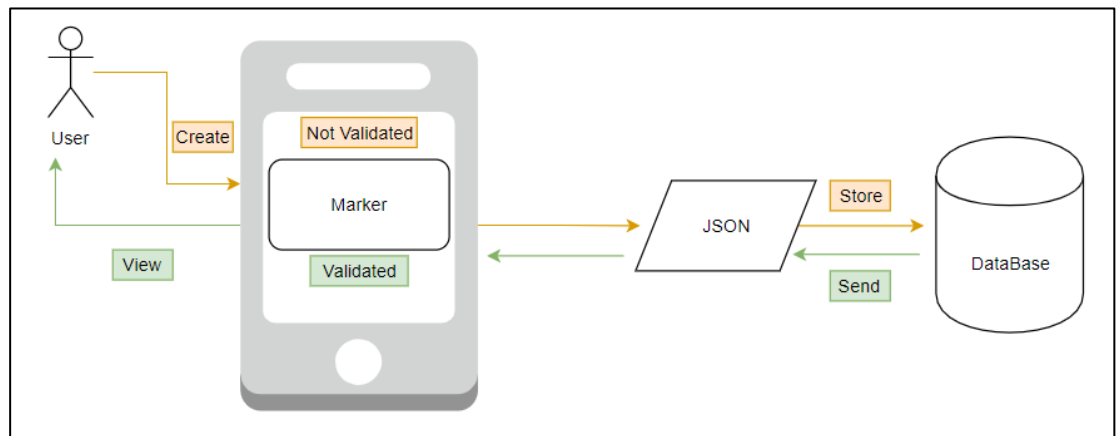 User
Create
Not Validated
Marker
Validated
View
JSON
Store
Send
DataBase